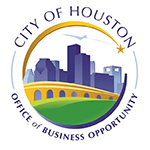 CITY OF HOUSTON
OFFICE of BUSINESS OPPORTUNITY